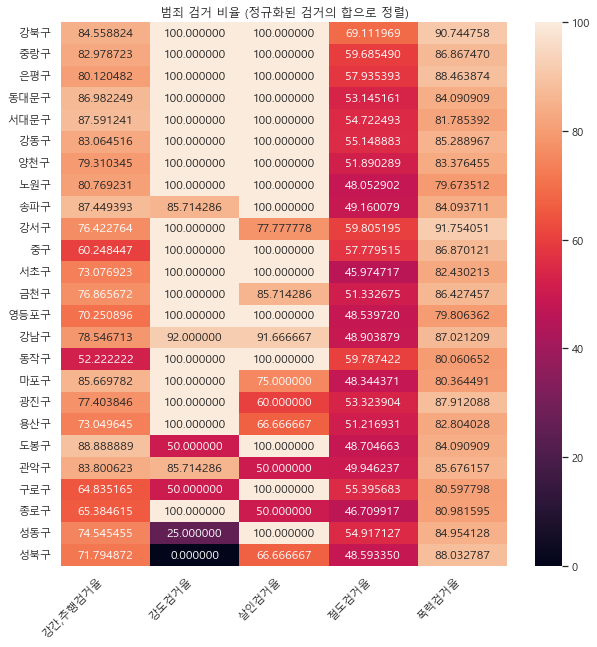 범죄 검거 비율 (정규화된 검거의 합으로 정렬)
강북구 84.558824 100.000000 100.000000 69.111969 90.744758
중랑구 82.978723 100.000000 100.000000 59.685490 86.867470
은평구 80.120482 100.000000 100.000000 57.935393 88.463874
동대문구 86.982249 100.000000 100.000000 53.145161 84.090909
서대문구 87.591241 100.000000 100.000000 54.722493 81.785392
강동구 83.064516 100.000000 100.000000 55.148883 85.288967
양천구 79.310345 100.000000 100.000000 51.890289 83.376455
노원구 80.769231 100.000000 100.000000 48.052902 79.673512
송파구 87.449393 85.714286 100.000000 49.160079 84.093711
강서구 76.422764 100.000000 77.777778 59.805195 91.754051
중구 60.248447 100.000000 100.000000 57.779515 86.870121
서초구 73.076923 100.000000 100.000000 45.974717 82.430213
금천구 76.865672 100.000000 85.714286 51.332675 86.427457
영등포구 70.250896 100.000000 100.000000 48.539720 79.806362
강남구 78.546713 92.000000 91.666667 48.903879 87.021209
동작구 52.222222 100.000000 100.000000 59.787422 80.060652
마포구 85.669782 100.000000 75.000000 48.344371 80.364491
광진구 77.403846 100.000000 60.000000 53.323904 87.912088
용산구 73.049645 100.000000 66.666667 51.216931 82.804028
도봉구 88.888889 50.000000 100.000000 48.704663 84.090909
관악구 83.800623 85.714286 50.000000 49.946237 85.676157
구로구 64.835165 50.000000 100.000000 55.395683 80.597798
종로구 65.384615 100.000000 50.000000 46.709917 80.981595
성동구 74.545455 25.000000 100.000000 54.917127 84.954128
성북구 71.794872 0.000000 66.666667 48.593350 88.032787
강간,추행검거율 강도검거율 살인검거율 절도검거율 폭력검거율
100
80
60
40
20
0